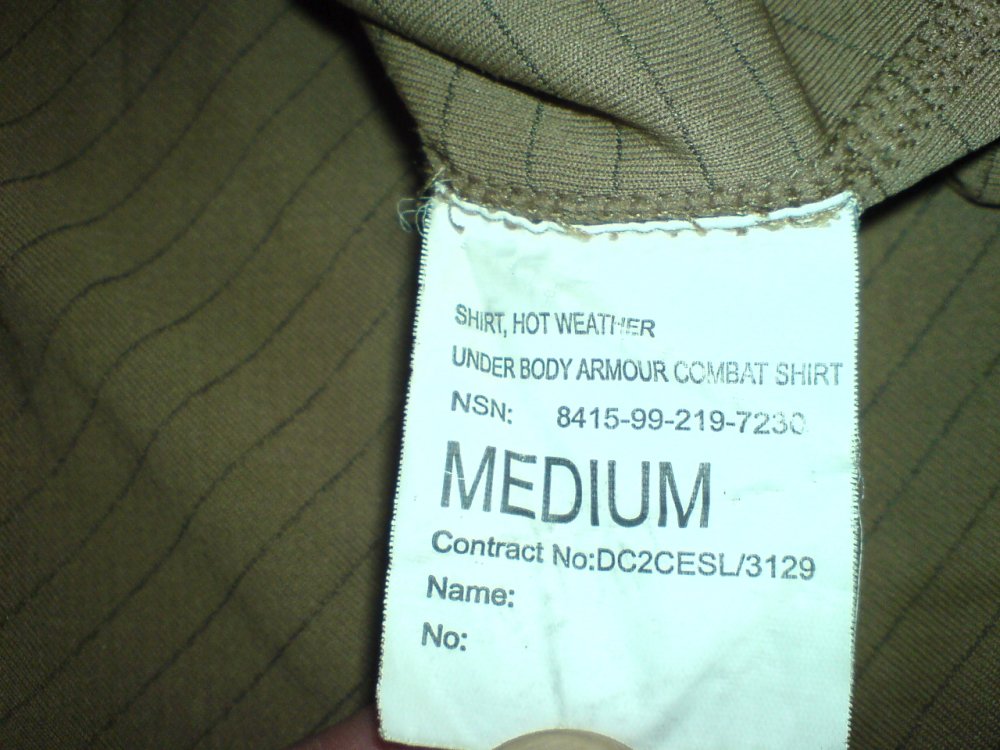 SHIRT, HOT WEATHER
UNDER BODY ARMOUR COMBAT SHIRT
NSN: 8415-99-219-7230
MEDIUM
Contract No:DC2CESL/3129
Name:
No: